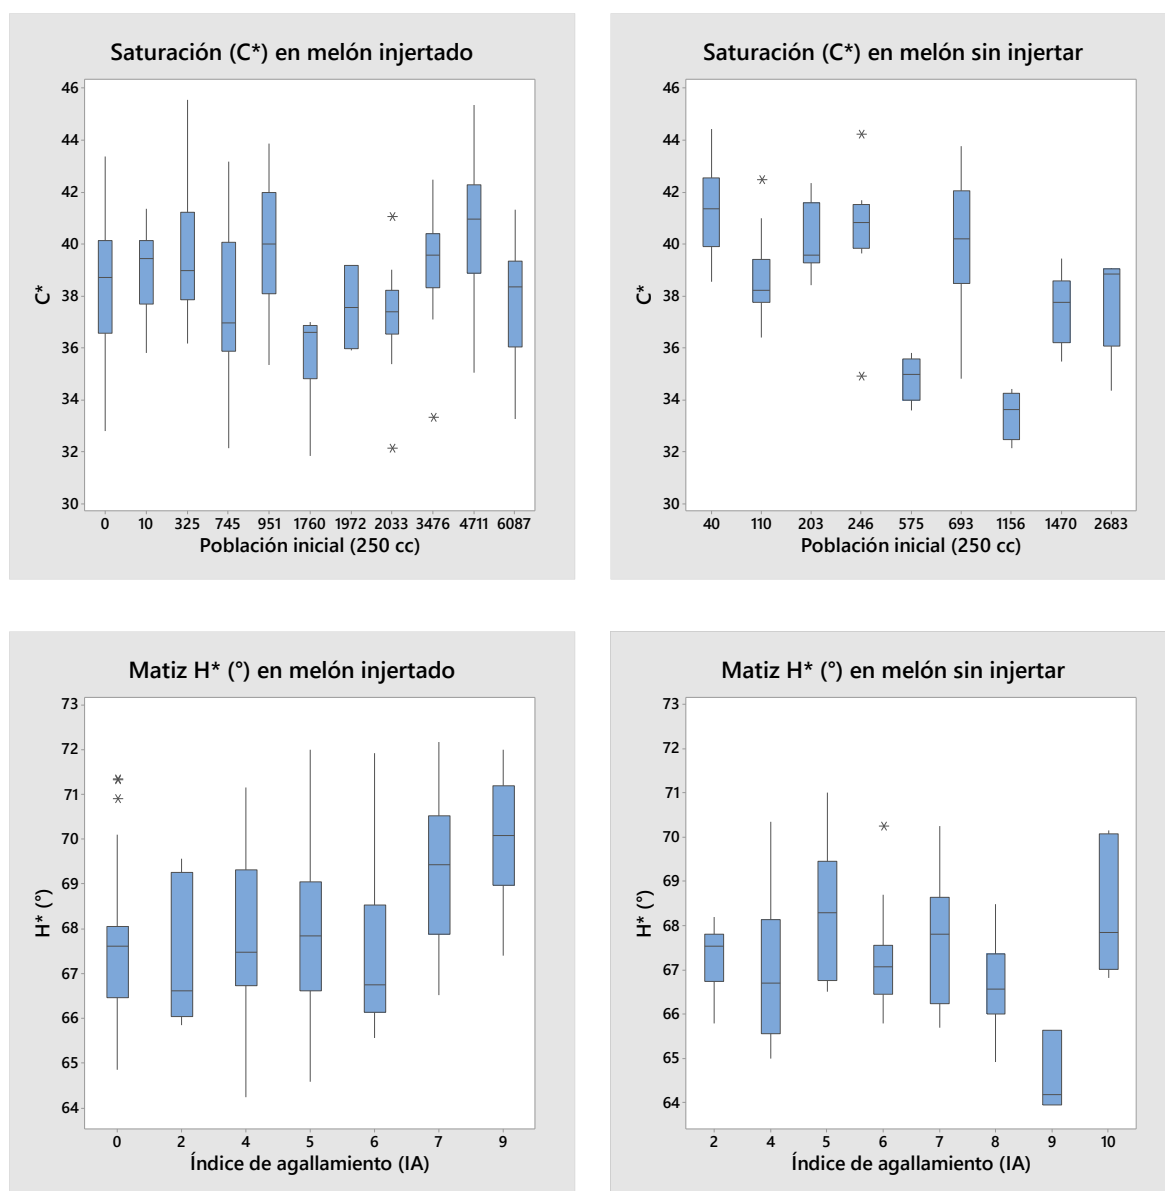 Saturación (C*) en melón injertado
46
44
42
40
38
36
34
32
30
C*
0 10 325 745 951 1760 1972 2033 3476 4711 6087
Población inicial (250 cc)
Saturación (C*) en melón sin injertar
46
44
42
40
38
36
34
32
30
C*
40 110 203 246 575 693 1156 1470 2683
Población inicial (250 cc)
Matiz H* (°) en melón injertado
73
72
71
70
69
68
67
66
65
64
H* (°)
0 2 4 5 6 7 9
Índice de agallamiento (IA)
Matiz H* (°) en melón sin injertar
73
72
71
70
69
68
67
66
65
64
H* (°)
2 4 5 6 7 8 9 10
Índice de agallamiento (IA)